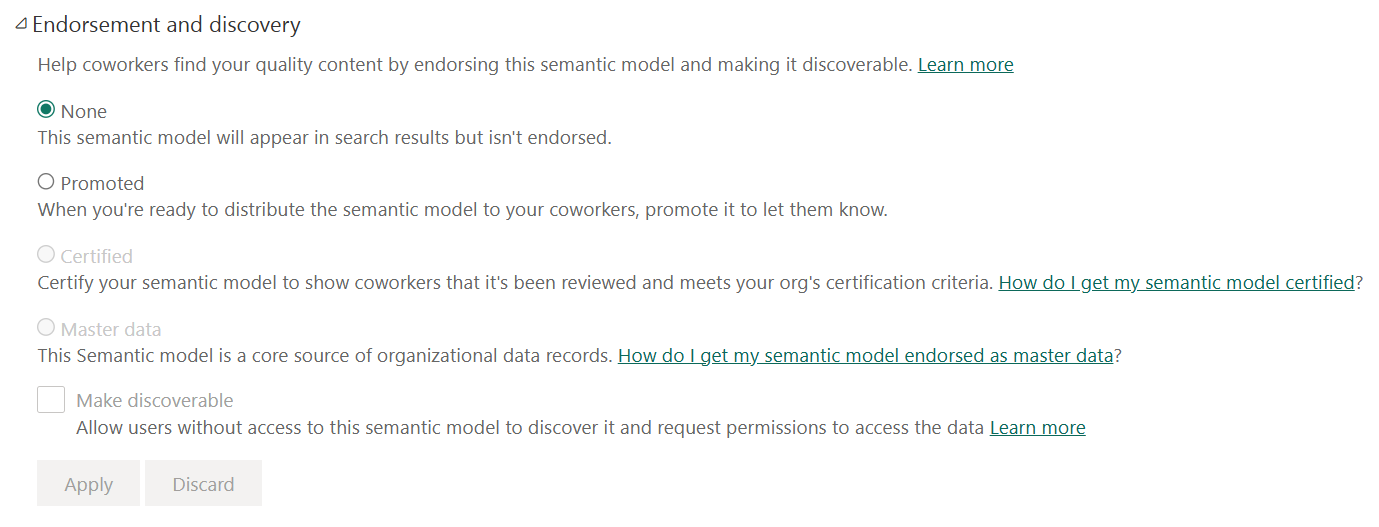 Endorsement and discovery
Help coworkers find your quality content by endorsing this semantic model and making it discoverable. Learn more
None
This semantic model will appear in search results but isn't endorsed.
Promoted
When you're ready to distribute the semantic model to your coworkers, promote it to let them know.
Certified
Certify your semantic model to show coworkers that it's been reviewed and meets your org's certification criteria. How do I get my semantic model certified?
Master data
This Semantic model is a core source of organizational data records. How do I get my semantic model endorsed as master data?
Make discoverable
Allow users without access to this semantic model to discover it and request permissions to access the data Learn more
Apply Discard